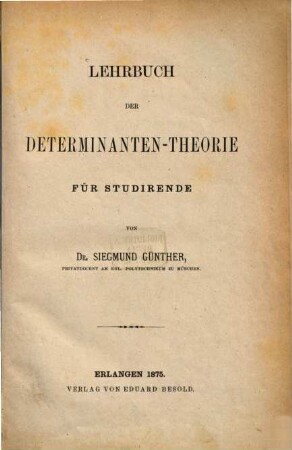 LEHRBUCH
DER
DETERMINANTEN-THEORIE
FÜR STUDIRENDE
VON
DR. SIEGMUND GÜNTHER,
PRIVATDOCENT AM KGL. POLYTECHNIKUM ZU MÜNCHEN.
ERLANGEN 1875.
VERLAG VON EDUARD BESOLD.